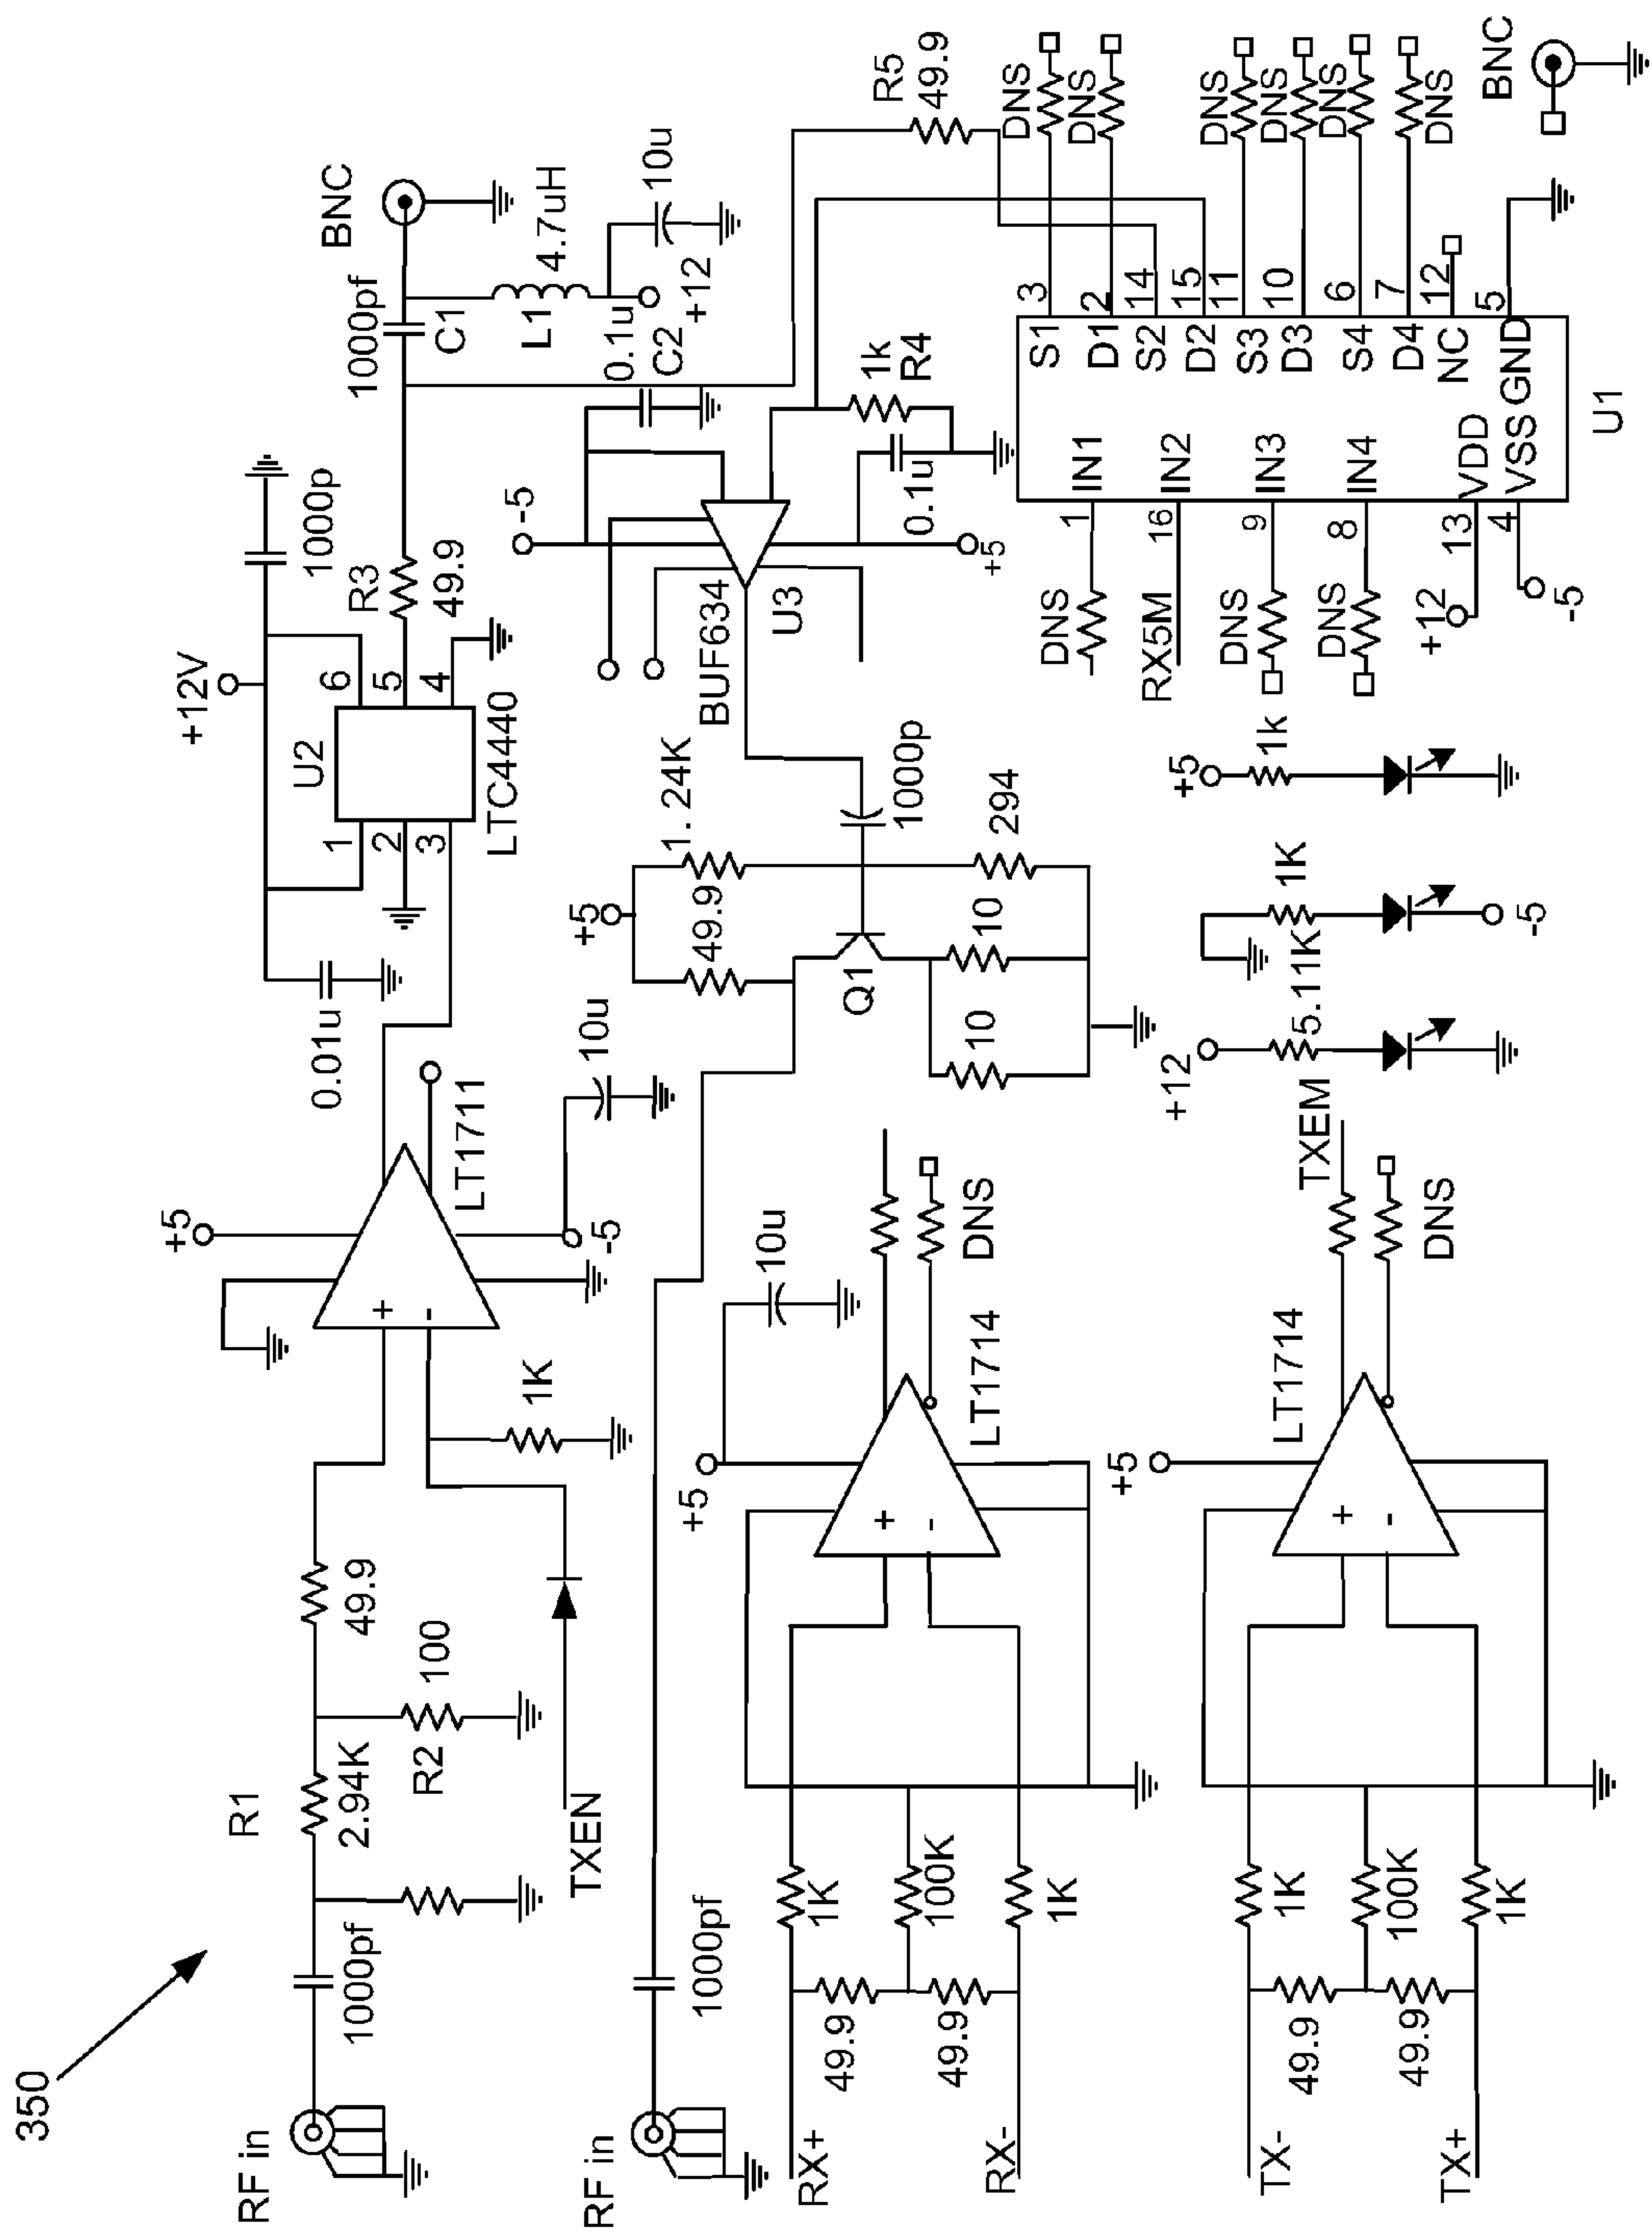 350
RF in
1000pf
R1
2.94K
R2
100
49.9
TXEN
1K
+
-
+5
-5
LT1711
10u
0.01u
+12V
U2
LTC4440
1
2
3
6
5
4
1000p
R3
49.9
1000pf
C1
BNC
L1
4.7uH
10u
+12
0.1u
C2
R5
49.9
-5
BUF634
U3
1k
R4
0.1u
+5
RF in
1000pf
+5
49.9
1.24K
Q1
10
10
294
1000p
RX+
RX-
49.9
49.9
1K
100K
1K
+5
10u
+
-
LT1714
DNS
TX-
TX+
49.9
49.9
1K
100K
1K
+5
+
-
LT1714
TXEM
DNS
+12
5.11K
1K
-5
+5
1k
DNS
1
IN1
RX5M
16
IN2
DNS
9
IN3
DNS
8
IN4
+12
13
VDD
-5
4
VSS
U1
S1
3
DNS
D1
2
DNS
S2
14
D2
15
S3
11
DNS
D3
10
DNS
S4
6
DNS
D4
7
DNS
NC
12
GND
5
BNC